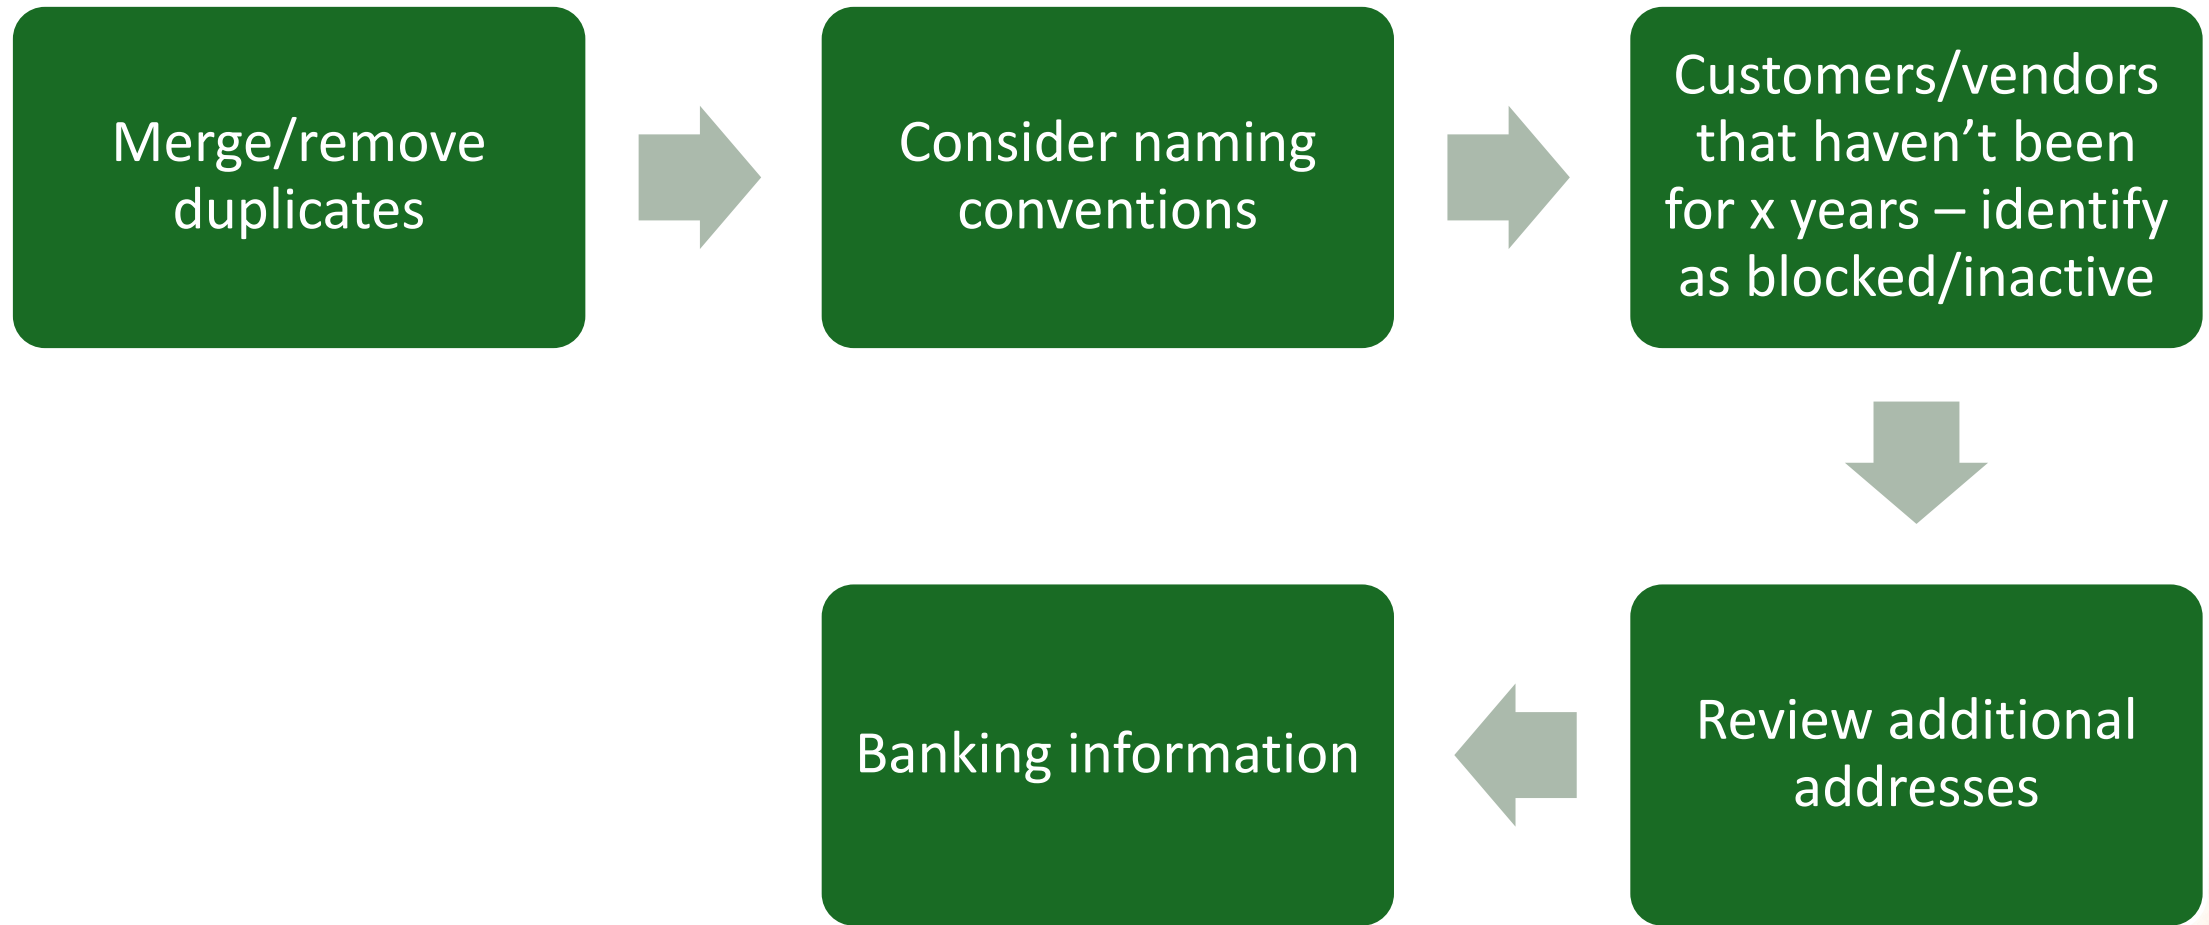 Merge/remove
duplicates
Consider naming
conventions
Customers/vendors
that haven’t been
for x years – identify
as blocked/inactive
Review additional
addresses
Banking information